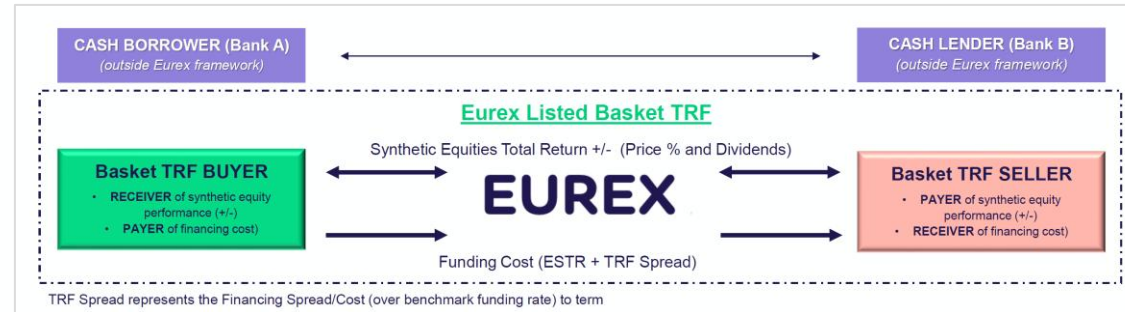 CASH BORROWER (Bank A)
(outside Eurex framework)
CASH LENDER (Bank B)
(outside Eurex framework)
Eurex Listed Basket TRF
Synthetic Equities Total Return +/- (Price % and Dividends)
Basket TRF BUYER
• RECEIVER of synthetic equity
performance (+/-)
• PAYER of financing cost)
EUREX
Basket TRF SELLER
• PAYER of synthetic equity
performance (+/-)
• RECEIVER of financing cost)
Funding Cost (ESTR + TRF Spread)
TRF Spread represents the Financing Spread/Cost (over benchmark funding rate) to term